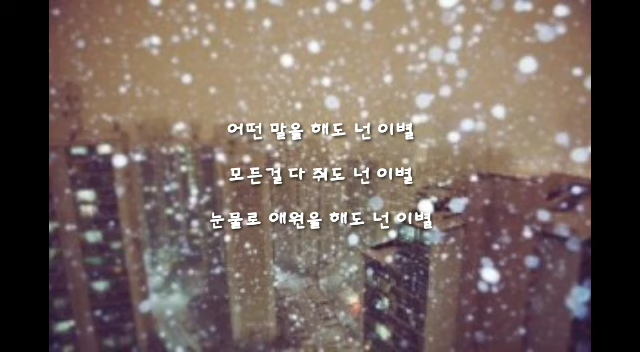 어떤 말을 해도 넌 이별
모든걸 다 줘도 넌 이별
눈물로 애원을 해도 넌 이별